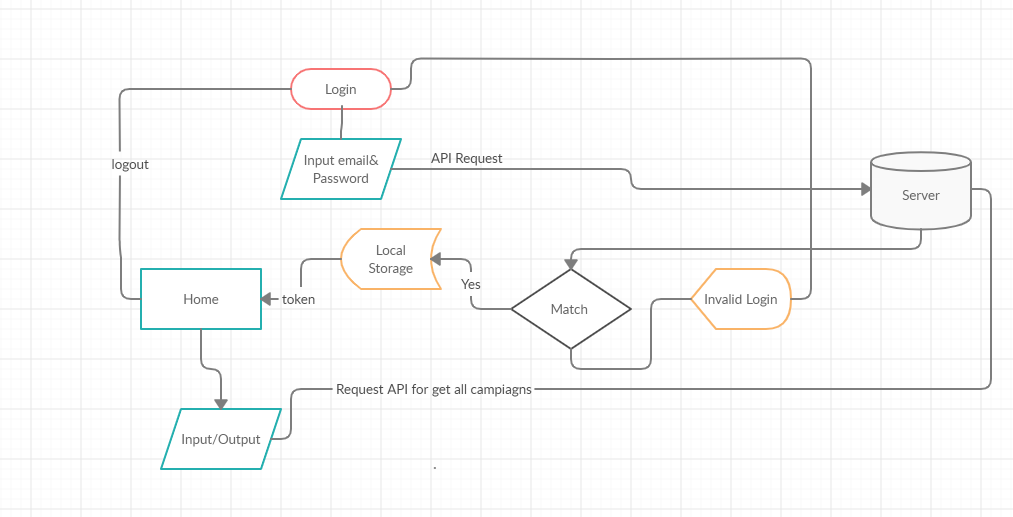 Login
logout
Input email&
Password
API Request
Server
Local
Storage
Yes
token
Home
Match
Invalid Login
Request API for get all campiagns
Input/Output
.